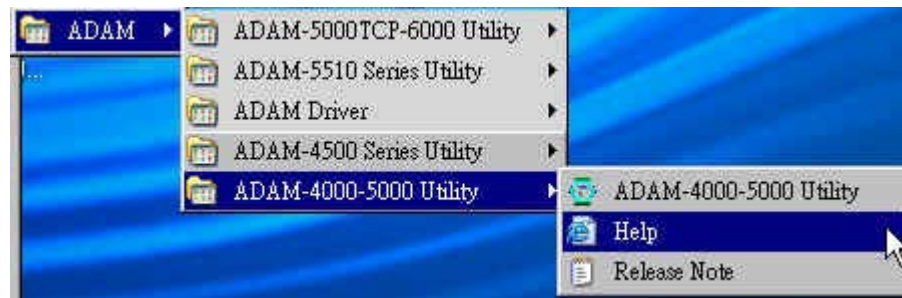 ADAM
ADAM-5000TCP-6000 Utility
ADAM-5510 Series Utility
ADAM Driver
ADAM-4500 Series Utility
ADAM-4000-5000 Utility
ADAM-4000-5000 Utility
Help
Release Note